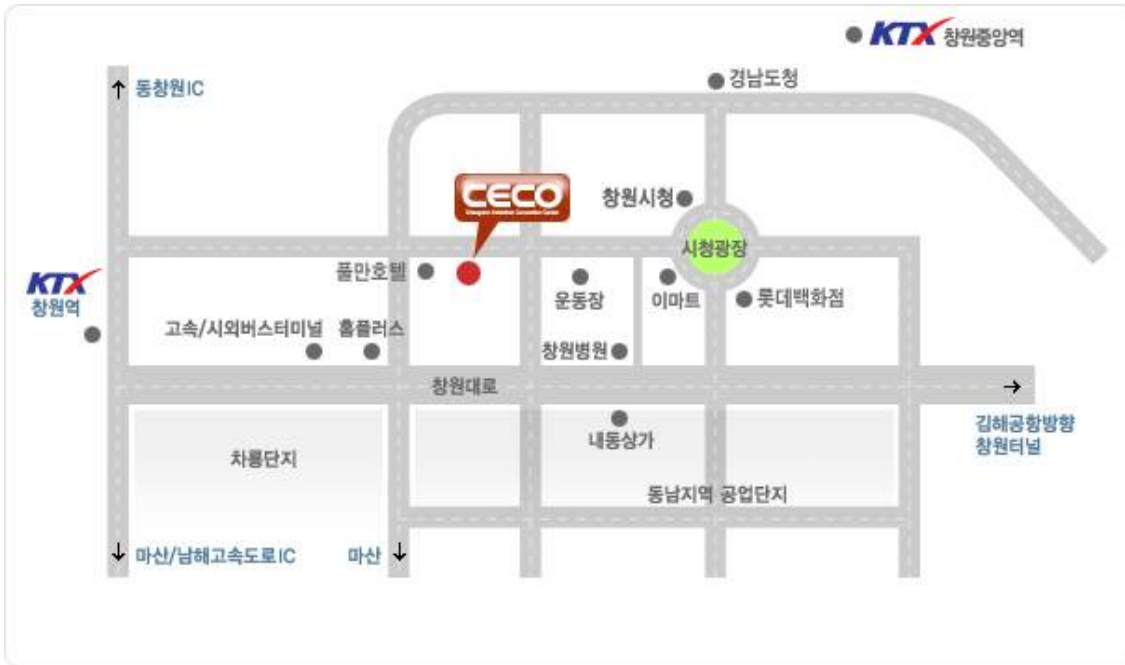 KTX 창원중앙역
경남도청
동창원IC
CECO
Changwon Exhibition Convention Center
창원시청
시청광장
풀만호텔
KTX
창원역
운동장
이마트
롯데백화점
고속/시외버스터미널
홈플러스
창원병원
창원대로
김해공항방향
창원터널
내동상가
차룡단지
동남지역 공업단지
마산/남해고속도로IC
마산